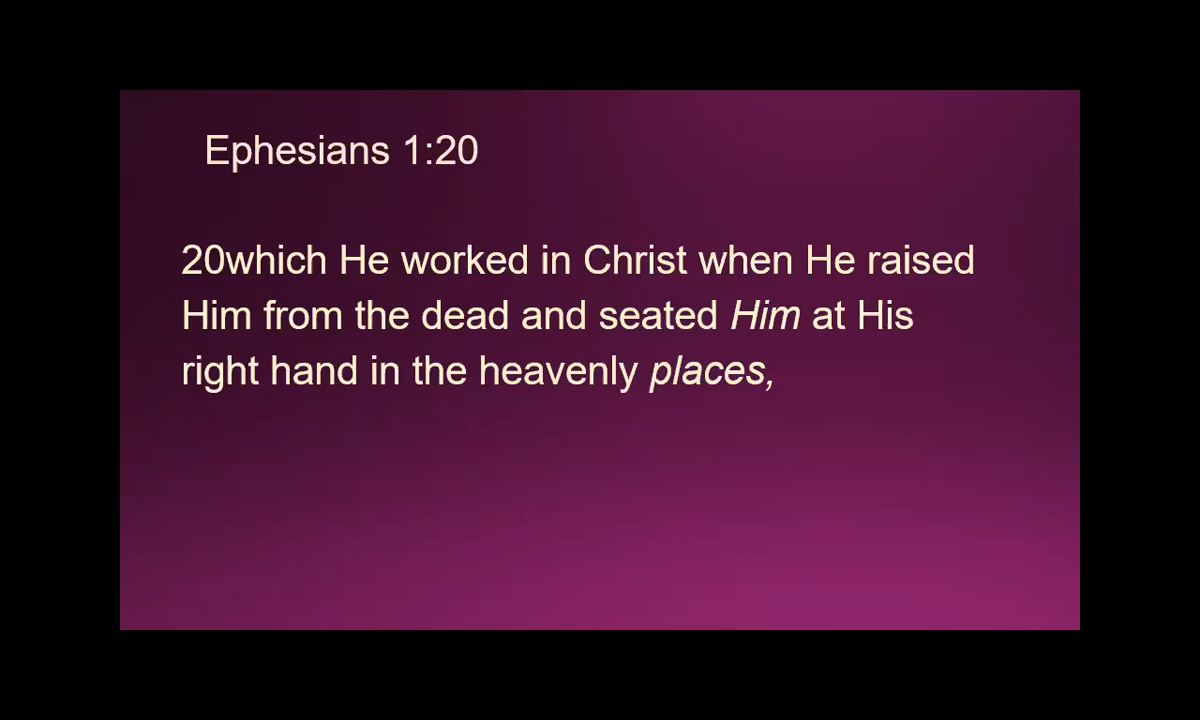 Ephesians 1:20
20which He worked in Christ when He raised
Him from the dead and seated Him at His
right hand in the heavenly places,